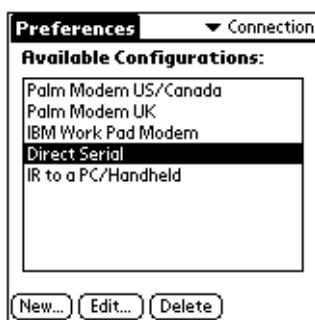 Preferences
Connection
Available Configurations:
Palm Modem US/Canada
Palm Modem UK
IBM Work Pad Modem
Direct Serial
IR to a PC/Handheld
New... Edit... Delete